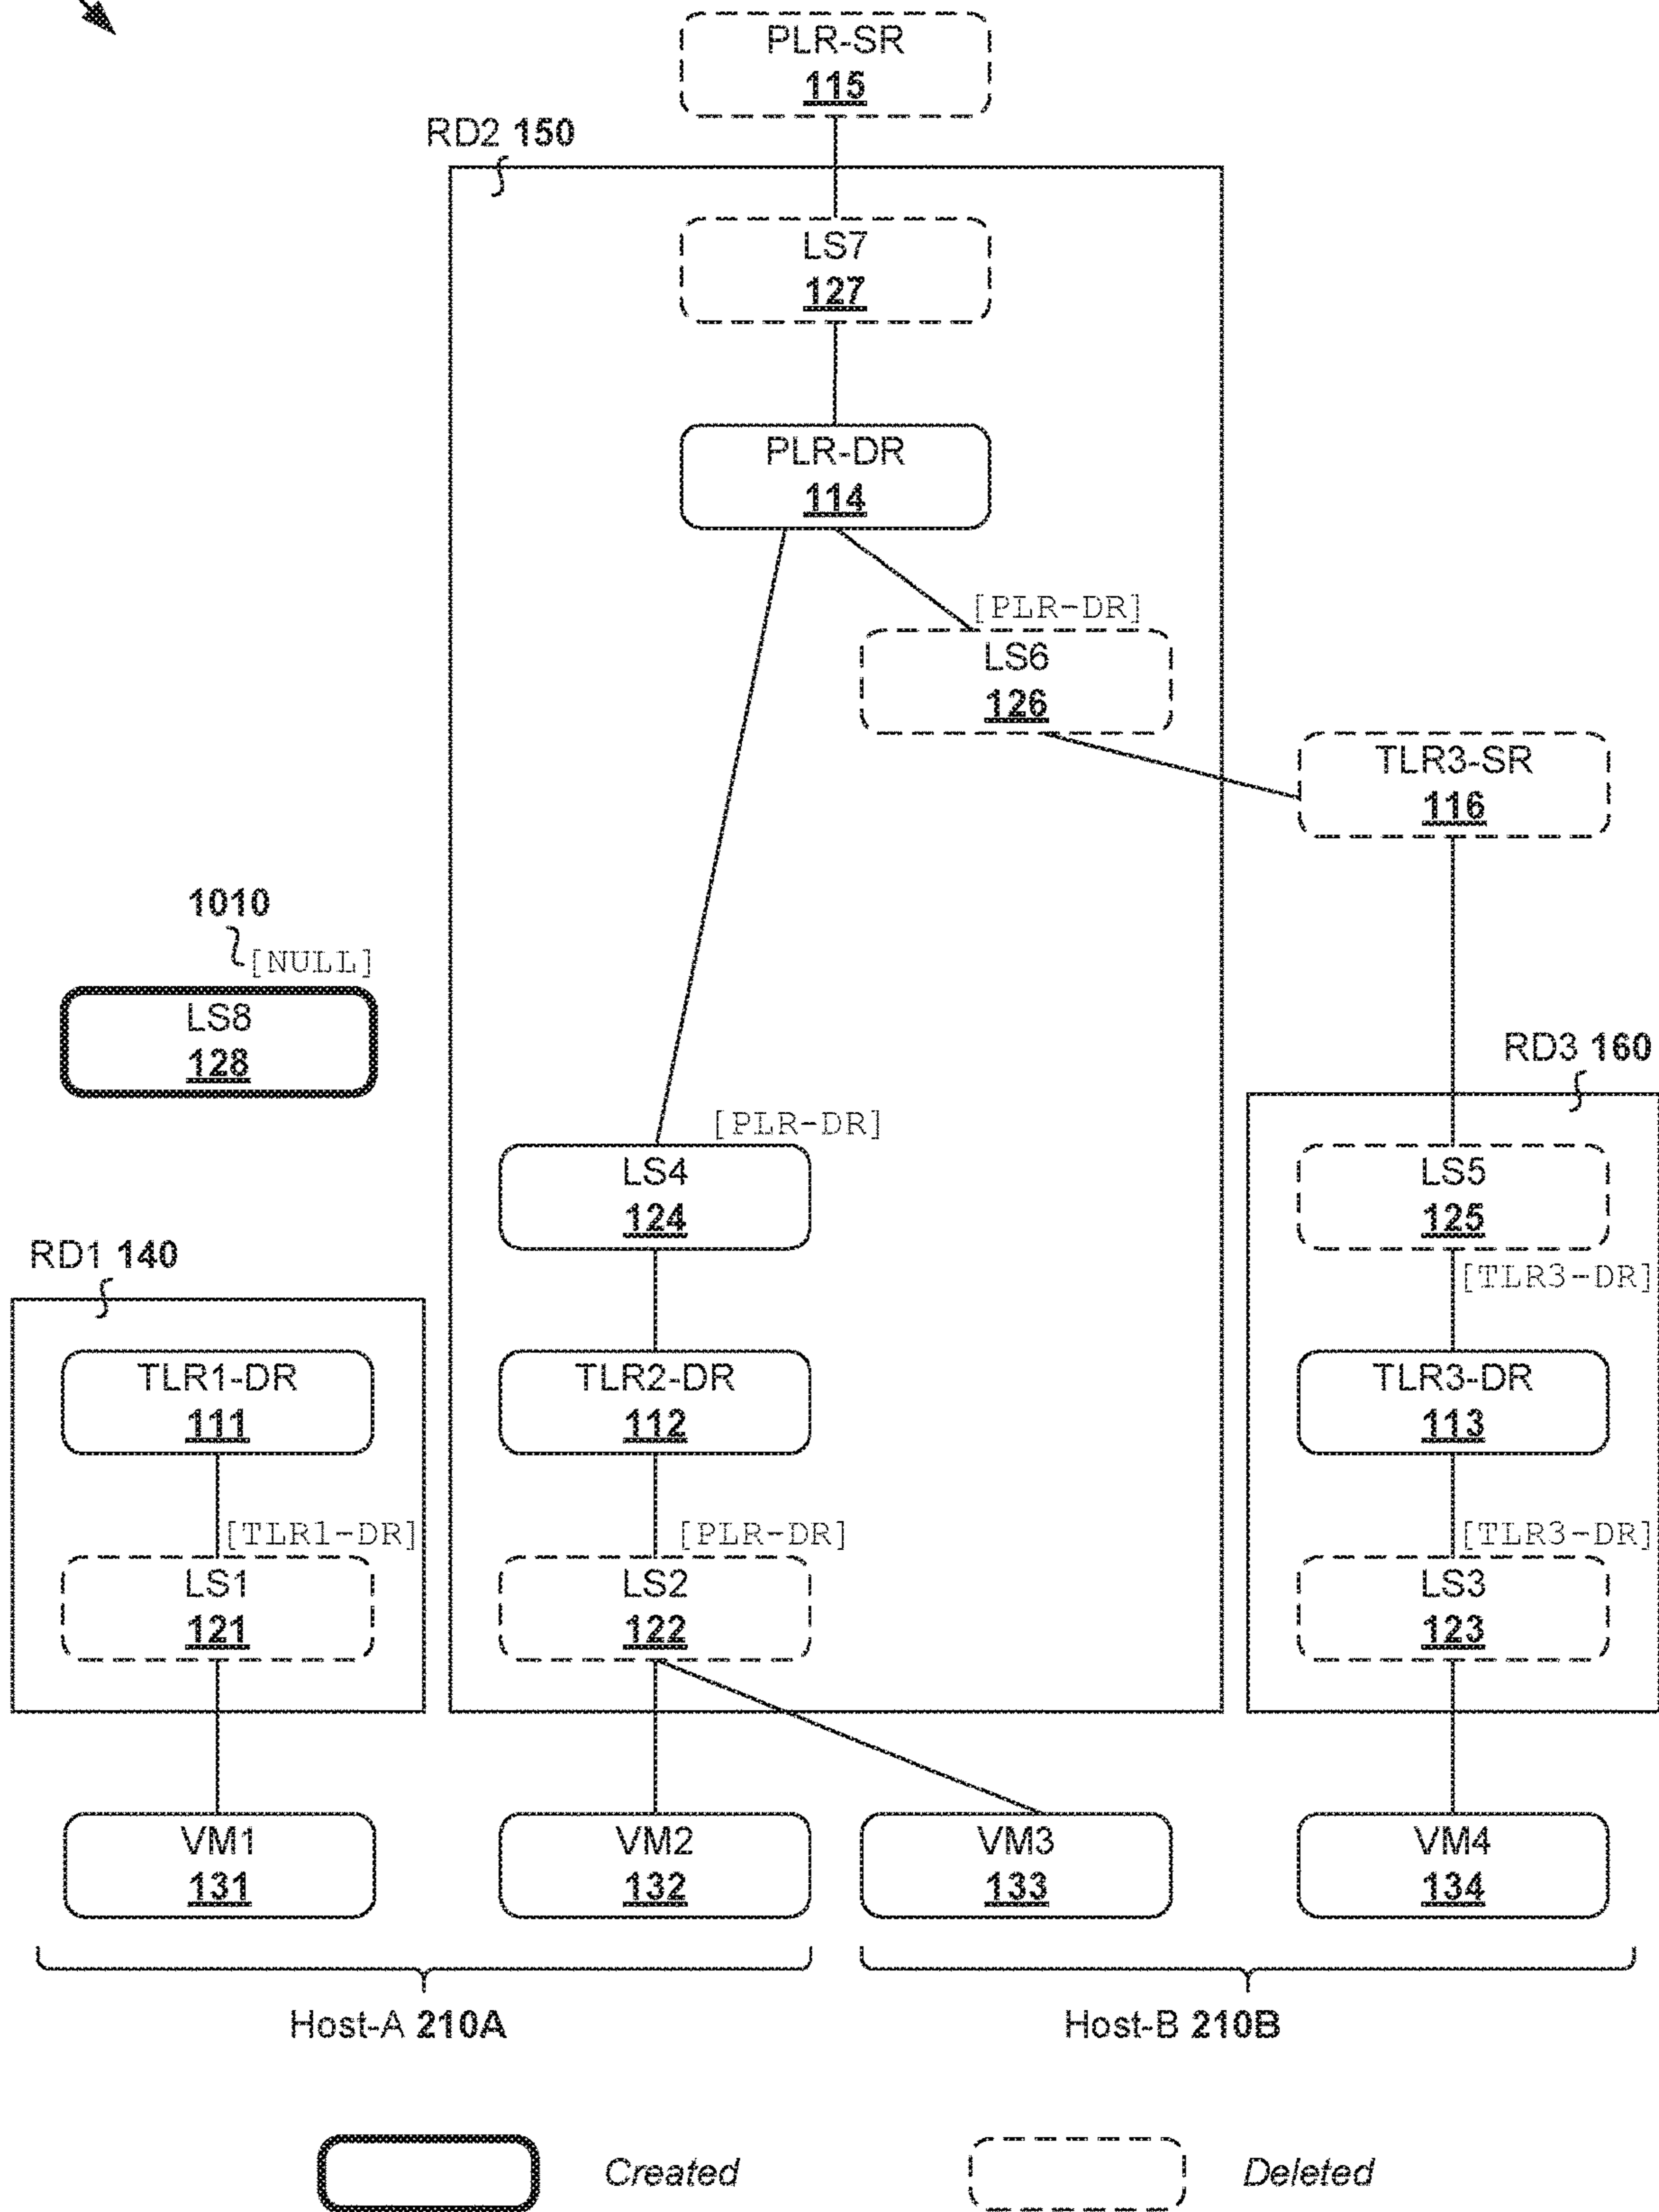 PLR-SR
115
RD2 150
LS7
127
PLR-DR
114
[PLR-DR]
LS6
126
TLR3-SR
116
1010
[NULL]
LS8
128
RD3 160
[PLR-DR]
LS4
124
LS5
125
[TLR3-DR]
RD1 140
TLR1-DR
111
TLR2-DR
112
TLR3-DR
113
[TLR1-DR]
LS1
121
[PLR-DR]
LS2
122
[TLR3-DR]
LS3
123
VM1
131
VM2
132
VM3
133
VM4
134
Host-A 210A
Host-B 210B
Created
Deleted